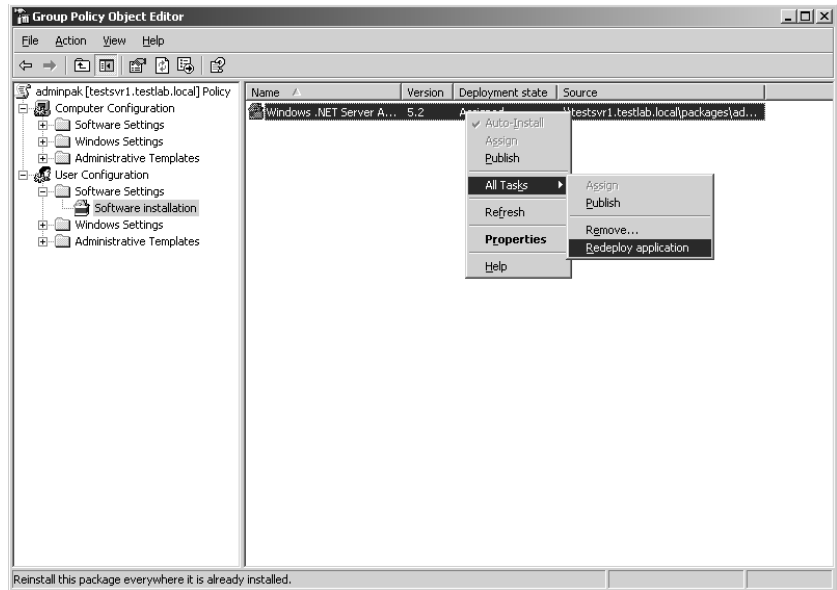 Group Policy Object Editor
File Action View Help
adminpak [testsvr1.testlab.local] Policy
Computer Configuration
Software Settings
Windows Settings
Administrative Templates
User Configuration
Software Settings
Software installation
Windows Settings
Administrative Templates
Name Version Deployment state Source
Windows .NET Server A... 5.2 Assigned \\testsvr1.testlab.local\packages\ad...
Auto-Install
Assign
Publish
All Tasks
Refresh
Properties
Help
Assign
Publish
Remove...
Redeploy application
Reinstall this package everywhere it is already installed.